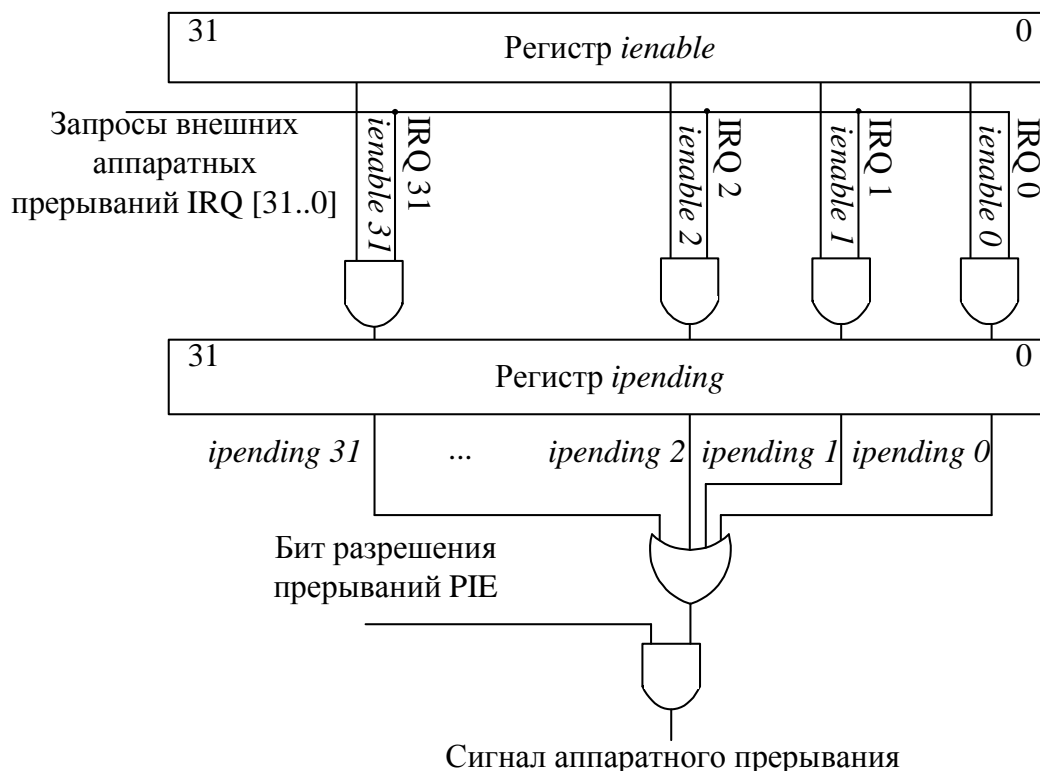 31
0
Регистр ienable
Запросы внешних
аппаратных
прерываний IRQ [31..0]
ienable 31
IRQ 31
ienable 2
IRQ 2
ienable 1
IRQ 1
ienable 0
IRQ 0
31
0
Регистр ipending
ipending 31
...
ipending 2
ipending 1
ipending 0
Бит разрешения
прерываний PIE
Сигнал аппаратного прерывания